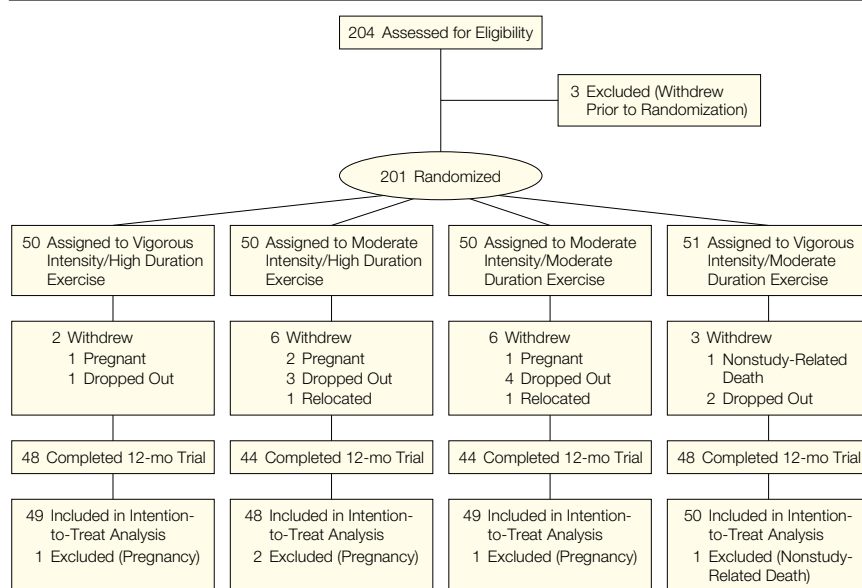 204 Assessed for Eligibility
3 Excluded (Withdrew
Prior to Randomization)
201 Randomized
50 Assigned to Vigorous
Intensity/High Duration
Exercise
50 Assigned to Moderate
Intensity/High Duration
Exercise
50 Assigned to Moderate
Intensity/Moderate
Duration Exercise
51 Assigned to Vigorous
Intensity/Moderate
Duration Exercise
2 Withdrew
1 Pregnant
1 Dropped Out
6 Withdrew
2 Pregnant
3 Dropped Out
1 Relocated
6 Withdrew
1 Pregnant
4 Dropped Out
1 Relocated
3 Withdrew
1 Nonstudy-Related
Death
2 Dropped Out
48 Completed 12-mo Trial
44 Completed 12-mo Trial
44 Completed 12-mo Trial
48 Completed 12-mo Trial
49 Included in Intention-
to-Treat Analysis
1 Excluded (Pregnancy)
48 Included in Intention-
to-Treat Analysis
2 Excluded (Pregnancy)
49 Included in Intention-
to-Treat Analysis
1 Excluded (Pregnancy)
50 Included in Intention-
to-Treat Analysis
1 Excluded (Nonstudy-
Related Death)